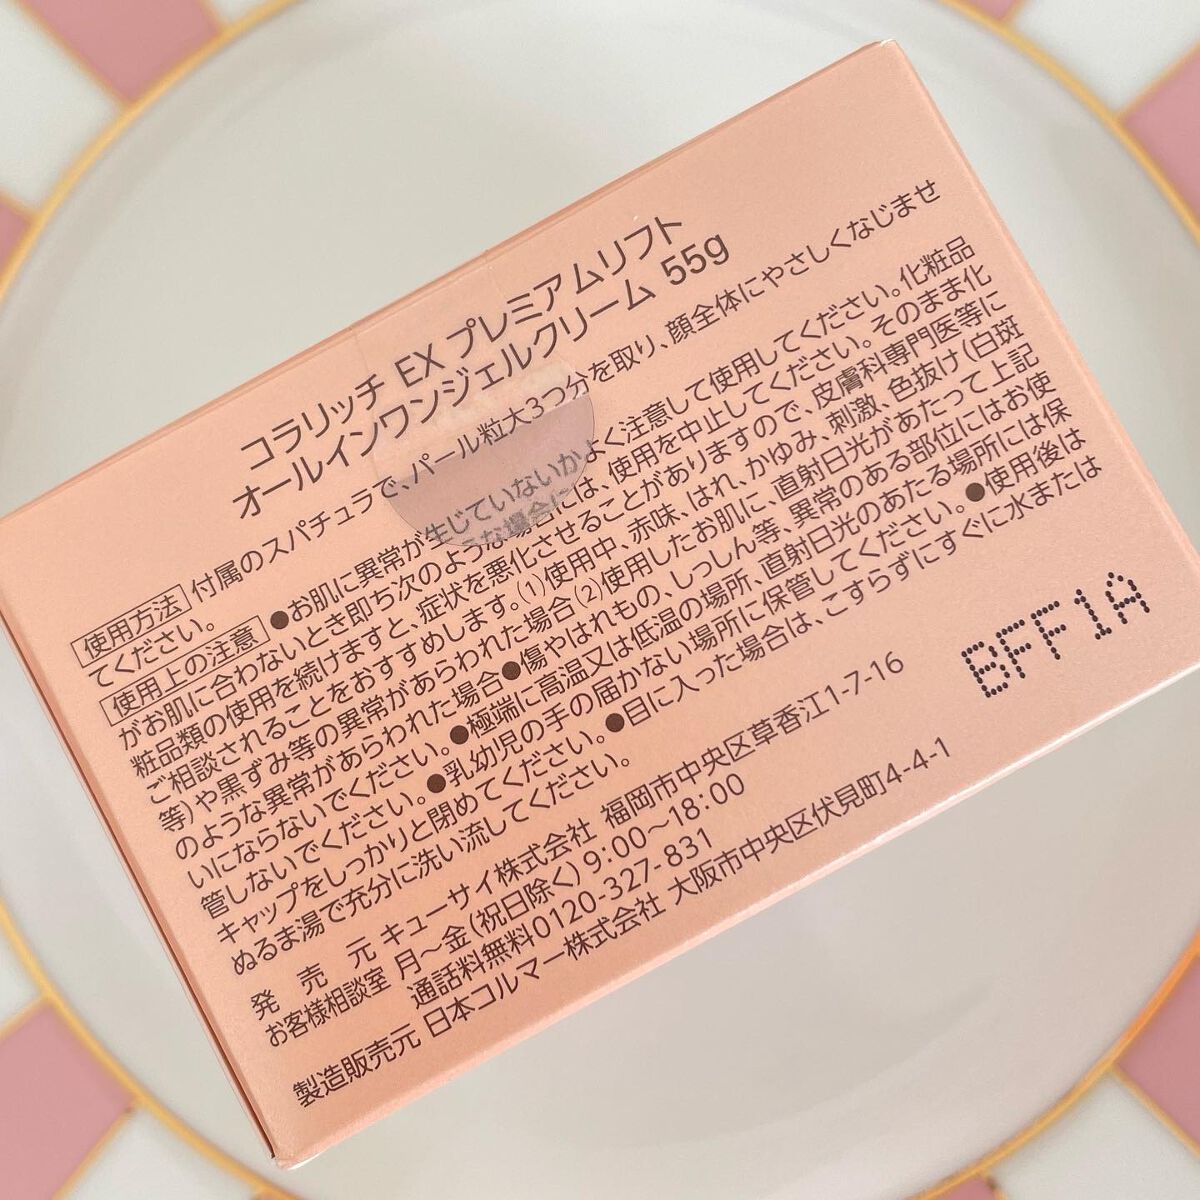 コラリッチ EX プレミアムリフト
オールインワンジェルクリーム 55g
使用方法 付属のスパチュラで、パール粒大3つ分を取り、顔全体にやさしくなじませ
てください。
使用上の注意 ●お肌に異常が生じていないかよく注意して使用してください。化粧品
がお肌に合わないとき即ち次のような場合には、使用を中止してください。そのまま化
粧品類の使用を続けますと、症状を悪化させることがありますので、皮膚科専門医等に
ご相談されることをおすすめします。(1)使用中、赤味、はれ、かゆみ、刺激、色抜け(白斑
等)や黒ずみ等の異常があらわれた場合(2)使用したお肌に、直射日光があたって上記
のような異常があらわれた場合●傷やはれもの、しっしん等、異常のある部位にはお使
いにならないでください。●極端に高温又は低温の場所、直射日光のあたる場所には保
管しないでください。●乳幼児の手の届かない場所に保管してください。●使用後は
キャップをしっかりと閉めてください。●目に入った場合は、こすらずにすぐに水または
ぬるま湯で充分に洗い流してください。
発売元 キューサイ株式会社 福岡市中央区草香江1-7-16
お客様相談室 月～金(祝日除く)9:00～18:00
通話料無料0120-327-831
製造販売元 日本コルマー株式会社 大阪市中央区伏見町4-4-1
BFF1A